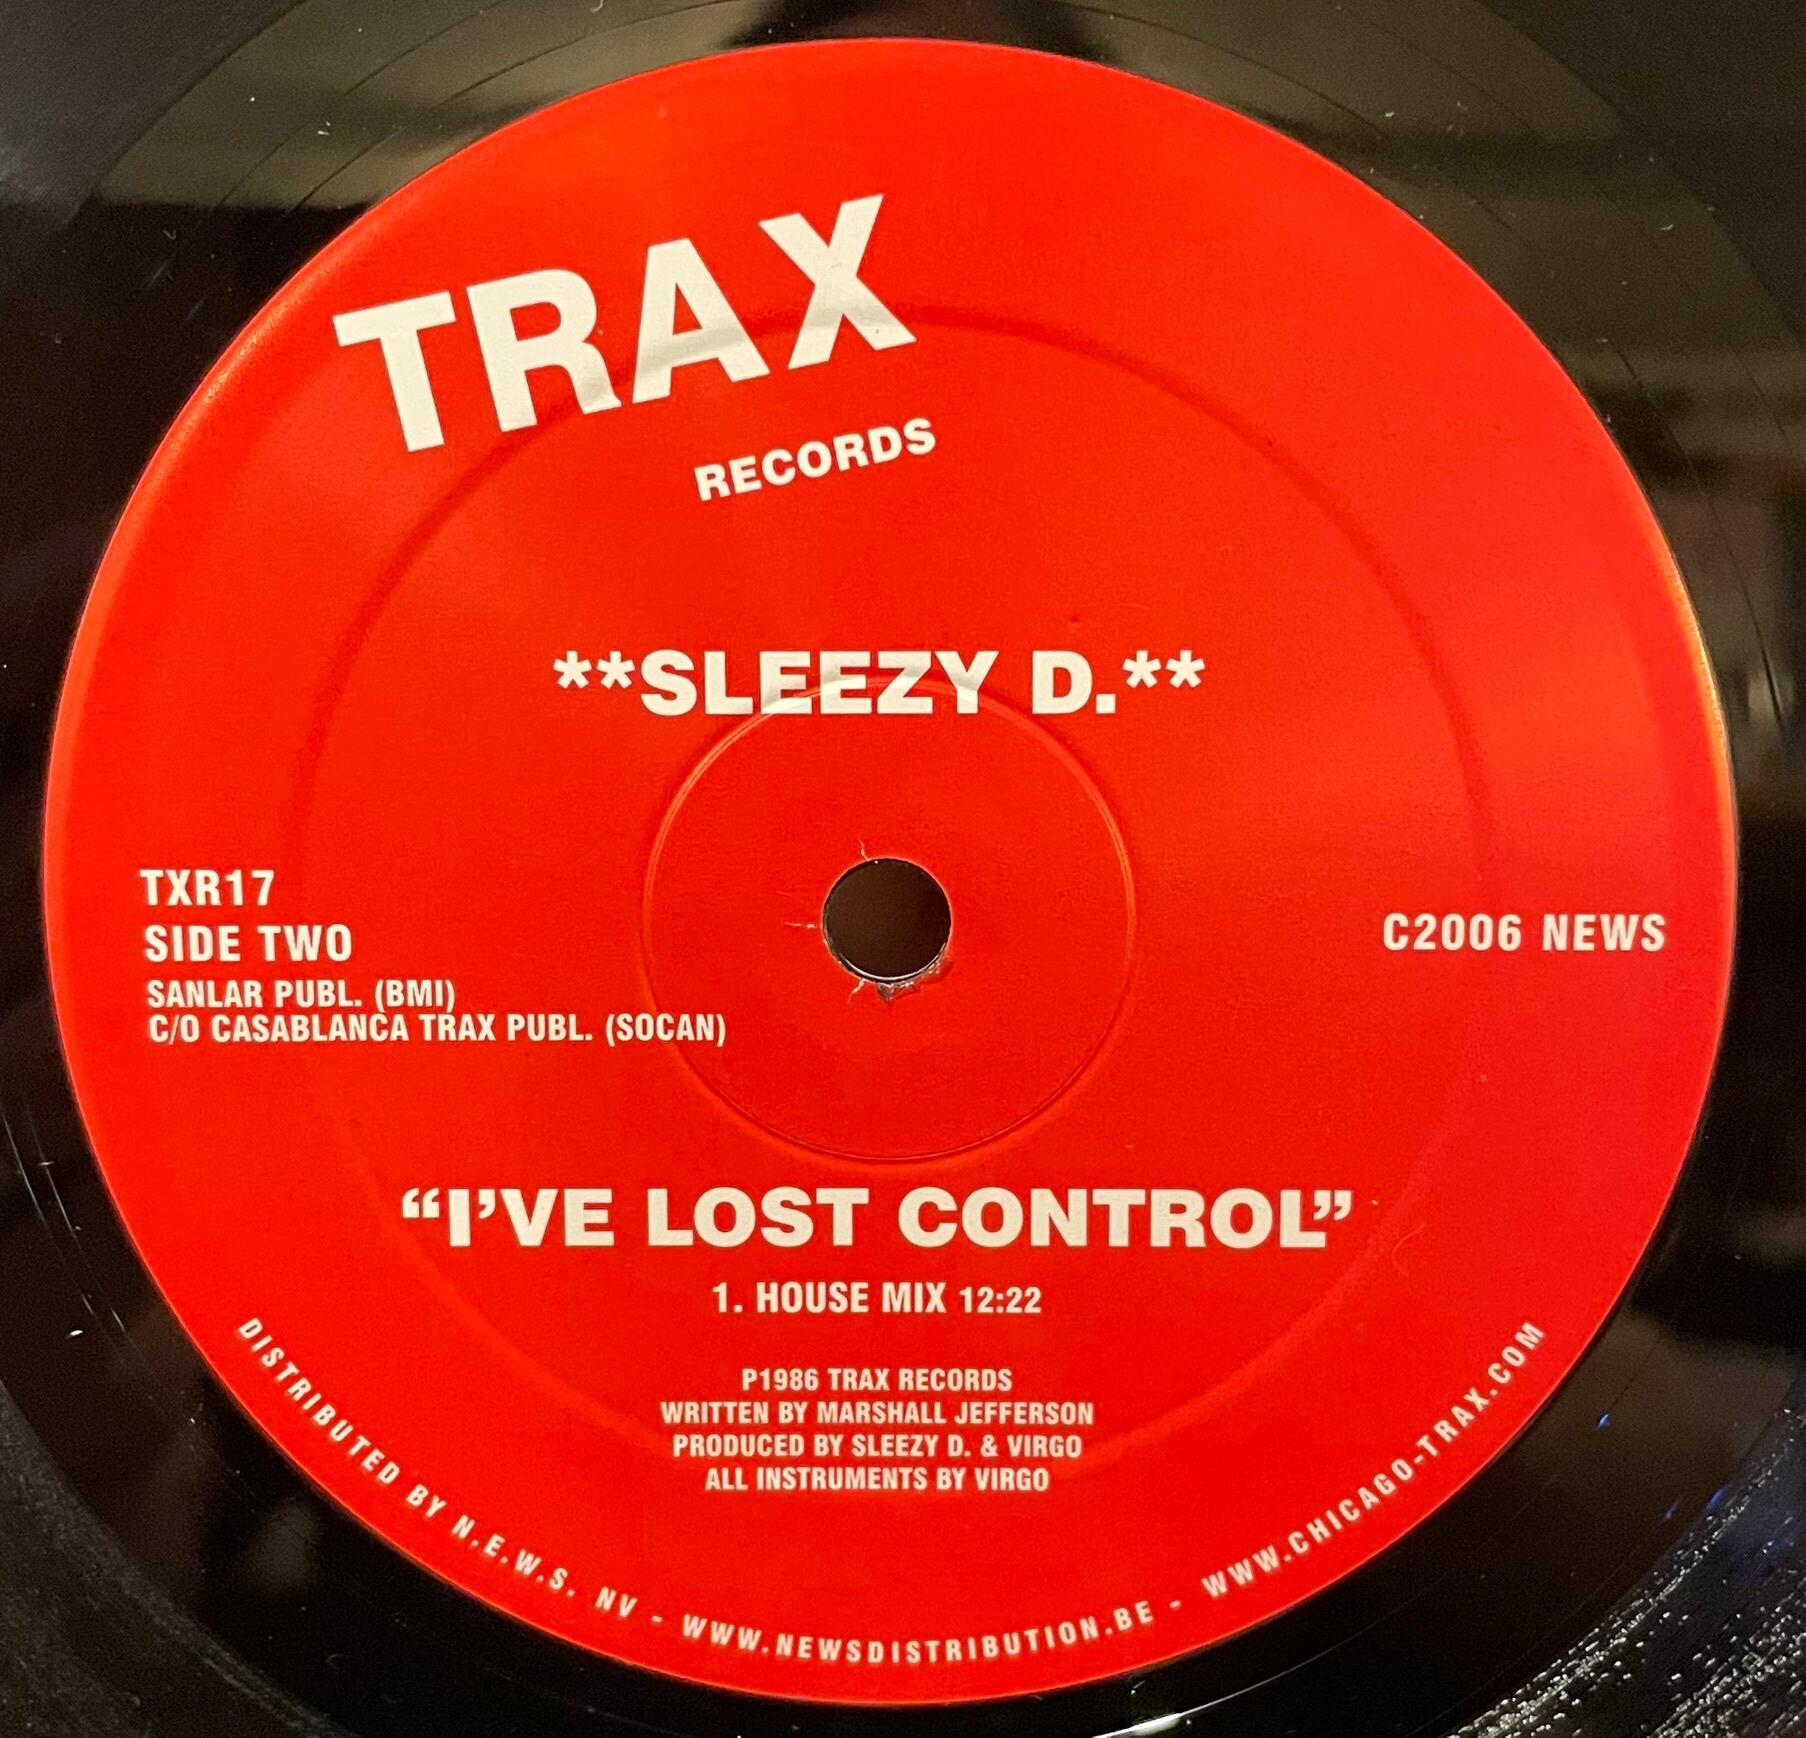 TRAX
RECORDS
**SLEEZY D.**
TXR17
SIDE TWO
SANLAR PUBL. (BMI)
C/O CASABLANCA TRAX PUBL. (SOCAN)
C2006 NEWS
“I’VE LOST CONTROL”
1. HOUSE MIX 12:22
P1986 TRAX RECORDS
WRITTEN BY MARSHALL JEFFERSON
PRODUCED BY SLEEZY D. & VIRGO
ALL INSTRUMENTS BY VIRGO
DISTRIBUTED BY N.E.W.S. NV - WWW.NEWSDISTRIBUTION.BE - WWW.CHICAGO-TRAX.COM